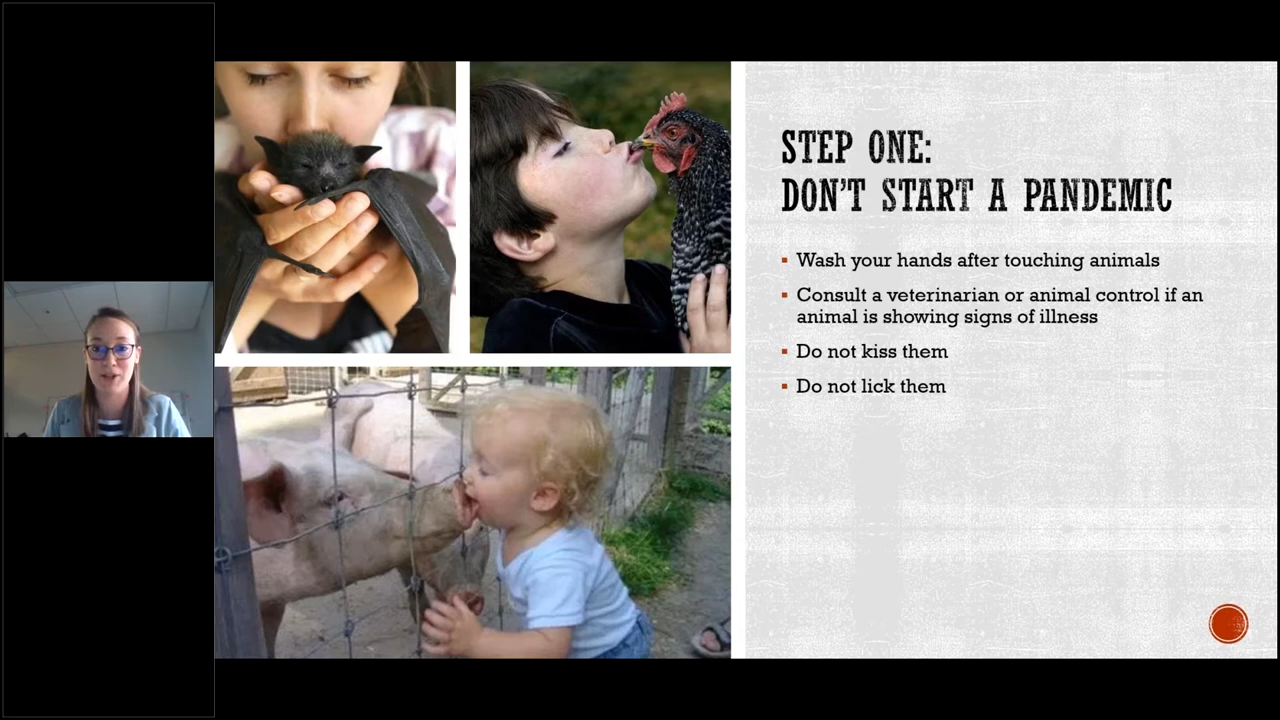 STEP ONE:
DON'T START A PANDEMIC
▪ Wash your hands after touching animals
▪ Consult a veterinarian or animal control if an
animal is showing signs of illness
▪ Do not kiss them
▪ Do not lick them